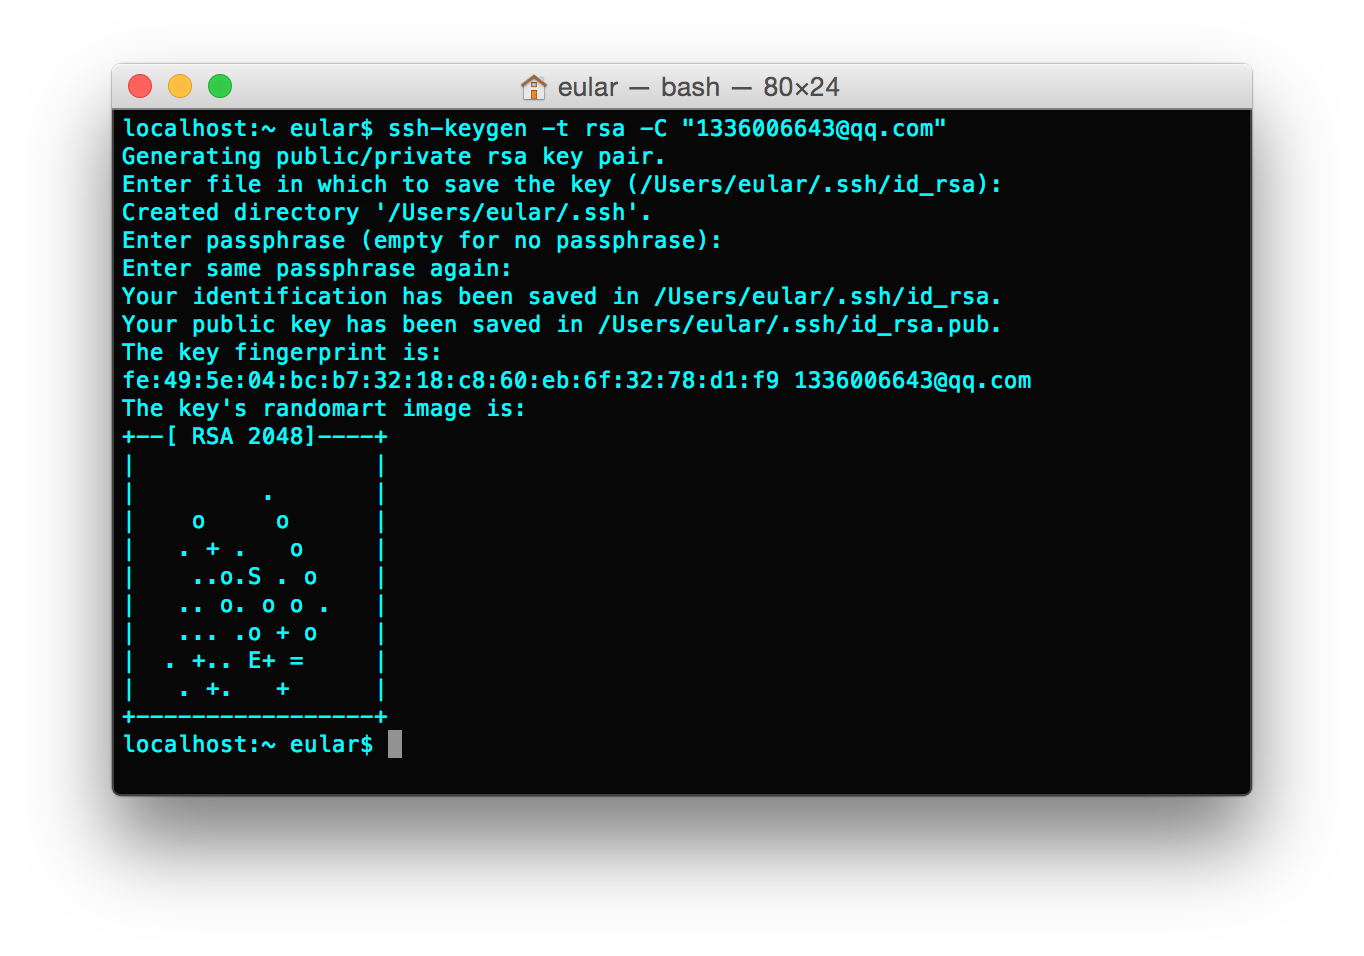 eular — bash — 80×24
localhost:~ eular$ ssh-keygen -t rsa -C "1336006643@qq.com"
Generating public/private rsa key pair.
Enter file in which to save the key (/Users/eular/.ssh/id_rsa):
Created directory '/Users/eular/.ssh'.
Enter passphrase (empty for no passphrase):
Enter same passphrase again:
Your identification has been saved in /Users/eular/.ssh/id_rsa.
Your public key has been saved in /Users/eular/.ssh/id_rsa.pub.
The key fingerprint is:
fe:49:5e:04:bc:b7:32:18:c8:60:eb:6f:32:78:d1:f9 1336006643@qq.com
The key's randomart image is:
+--[ RSA 2048]----+
|                 |
|         .       |
|    o     o      |
|   . + .   o     |
|    ..o.S . o    |
|   .. o. o o .   |
|   ... .o + o    |
|  . +.. E+ =     |
|   . +.   +      |
+-----------------+
localhost:~ eular$